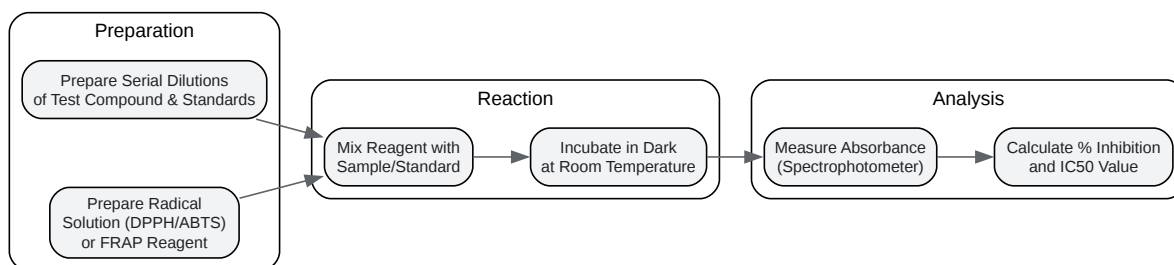 Preparation
Prepare Serial Dilutions
of Test Compound & Standards
Prepare Radical
Solution (DPPH/ABTS)
or FRAP Reagent
Reaction
Mix Reagent with
Sample/Standard
Incubate in Dark
at Room Temperature
Analysis
Measure Absorbance
(Spectrophotometer)
Calculate % Inhibition
and IC50 Value